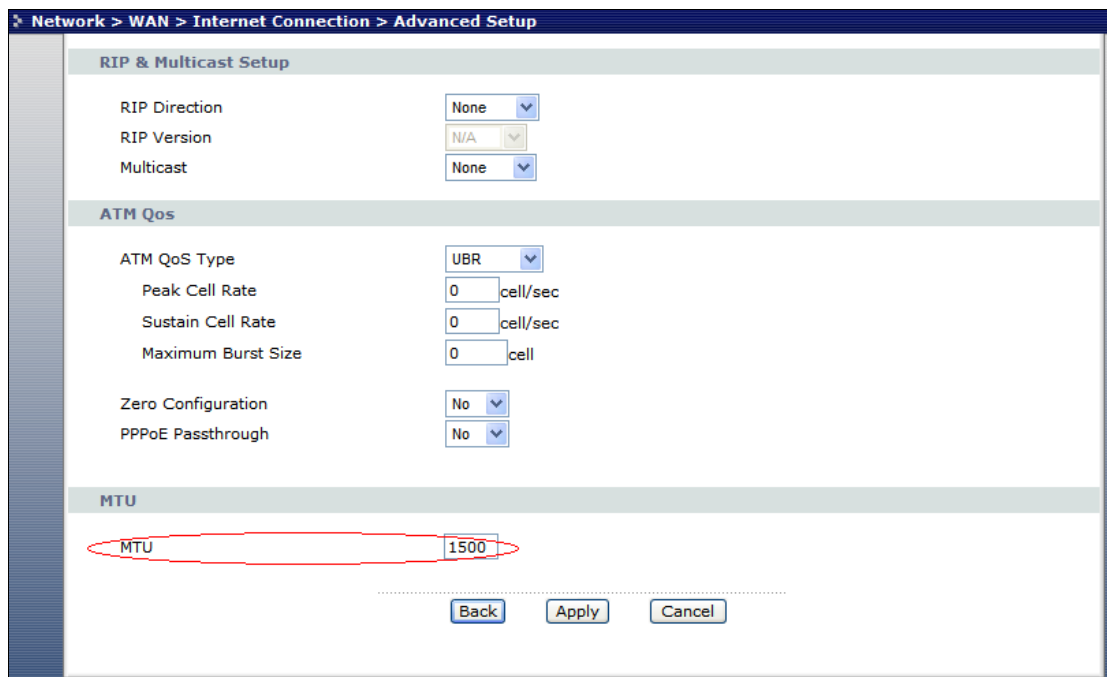 Network > WAN > Internet Connection > Advanced Setup
RIP & Multicast Setup
RIP Direction None
RIP Version N/A
Multicast None
ATM Qos
ATM QoS Type UBR
Peak Cell Rate 0 cell/sec
Sustain Cell Rate 0 cell/sec
Maximum Burst Size 0 cell
Zero Configuration No
PPPoE Passthrough No
MTU
MTU 1500
Back Apply Cancel